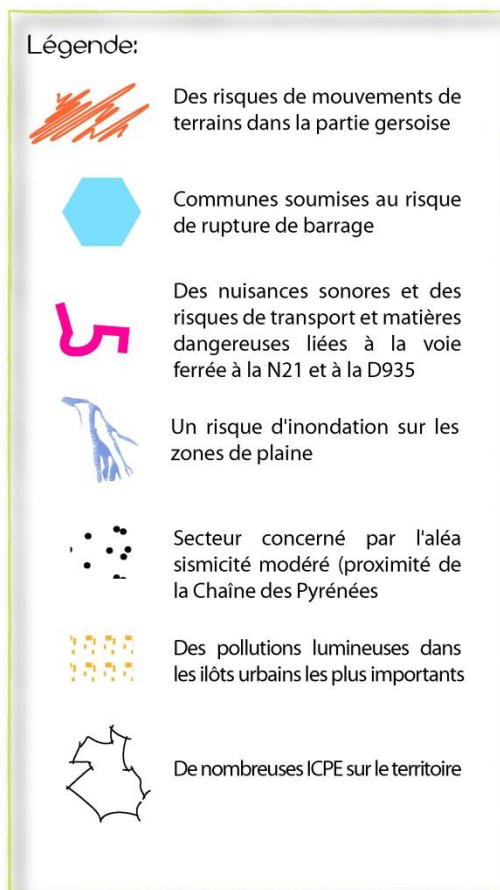 Légende:
Des risques de mouvements de
terrains dans la partie gersoise
Communes soumises au risque
de rupture de barrage
Des nuisances sonores et des
risques de transport et matières
dangereuses liées à la voie
ferrée à la N21 et à la D935
Un risque d'inondation sur les
zones de plaine
Secteur concerné par l'aléa
sismicité modéré (proximité de
la Chaîne des Pyrénées
Des pollutions lumineuses dans
les ilôts urbains les plus importants
De nombreuses ICPE sur le territoire